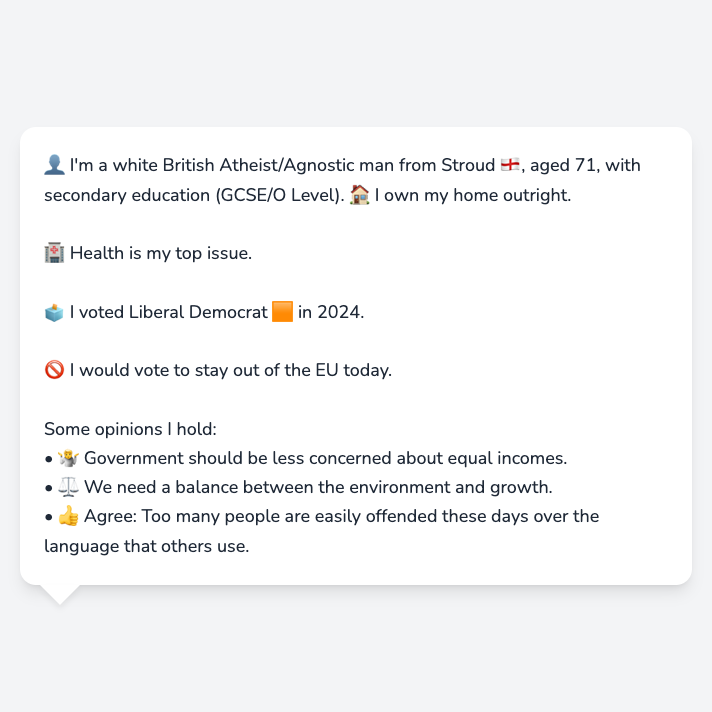 👤 I'm a white British Atheist/Agnostic man from Stroud 🏴󠁧󠁢󠁥󠁮󠁧󠁿, aged 71, with
secondary education (GCSE/O Level). 🏠 I own my home outright.
🏥 Health is my top issue.
🗳️ I voted Liberal Democrat 🟧 in 2024.
🚫 I would vote to stay out of the EU today.
Some opinions I hold:
• 🤷 Government should be less concerned about equal incomes.
• ⚖️ We need a balance between the environment and growth.
• 👍 Agree: Too many people are easily offended these days over the
language that others use.